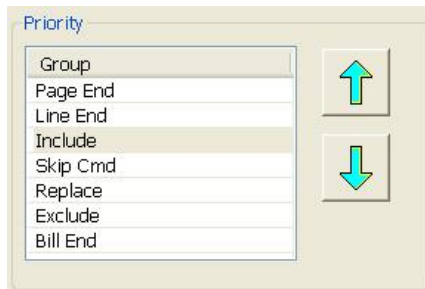 Priority
Group
Page End
Line End
Include
Skip Cmd
Replace
Exclude
Bill End